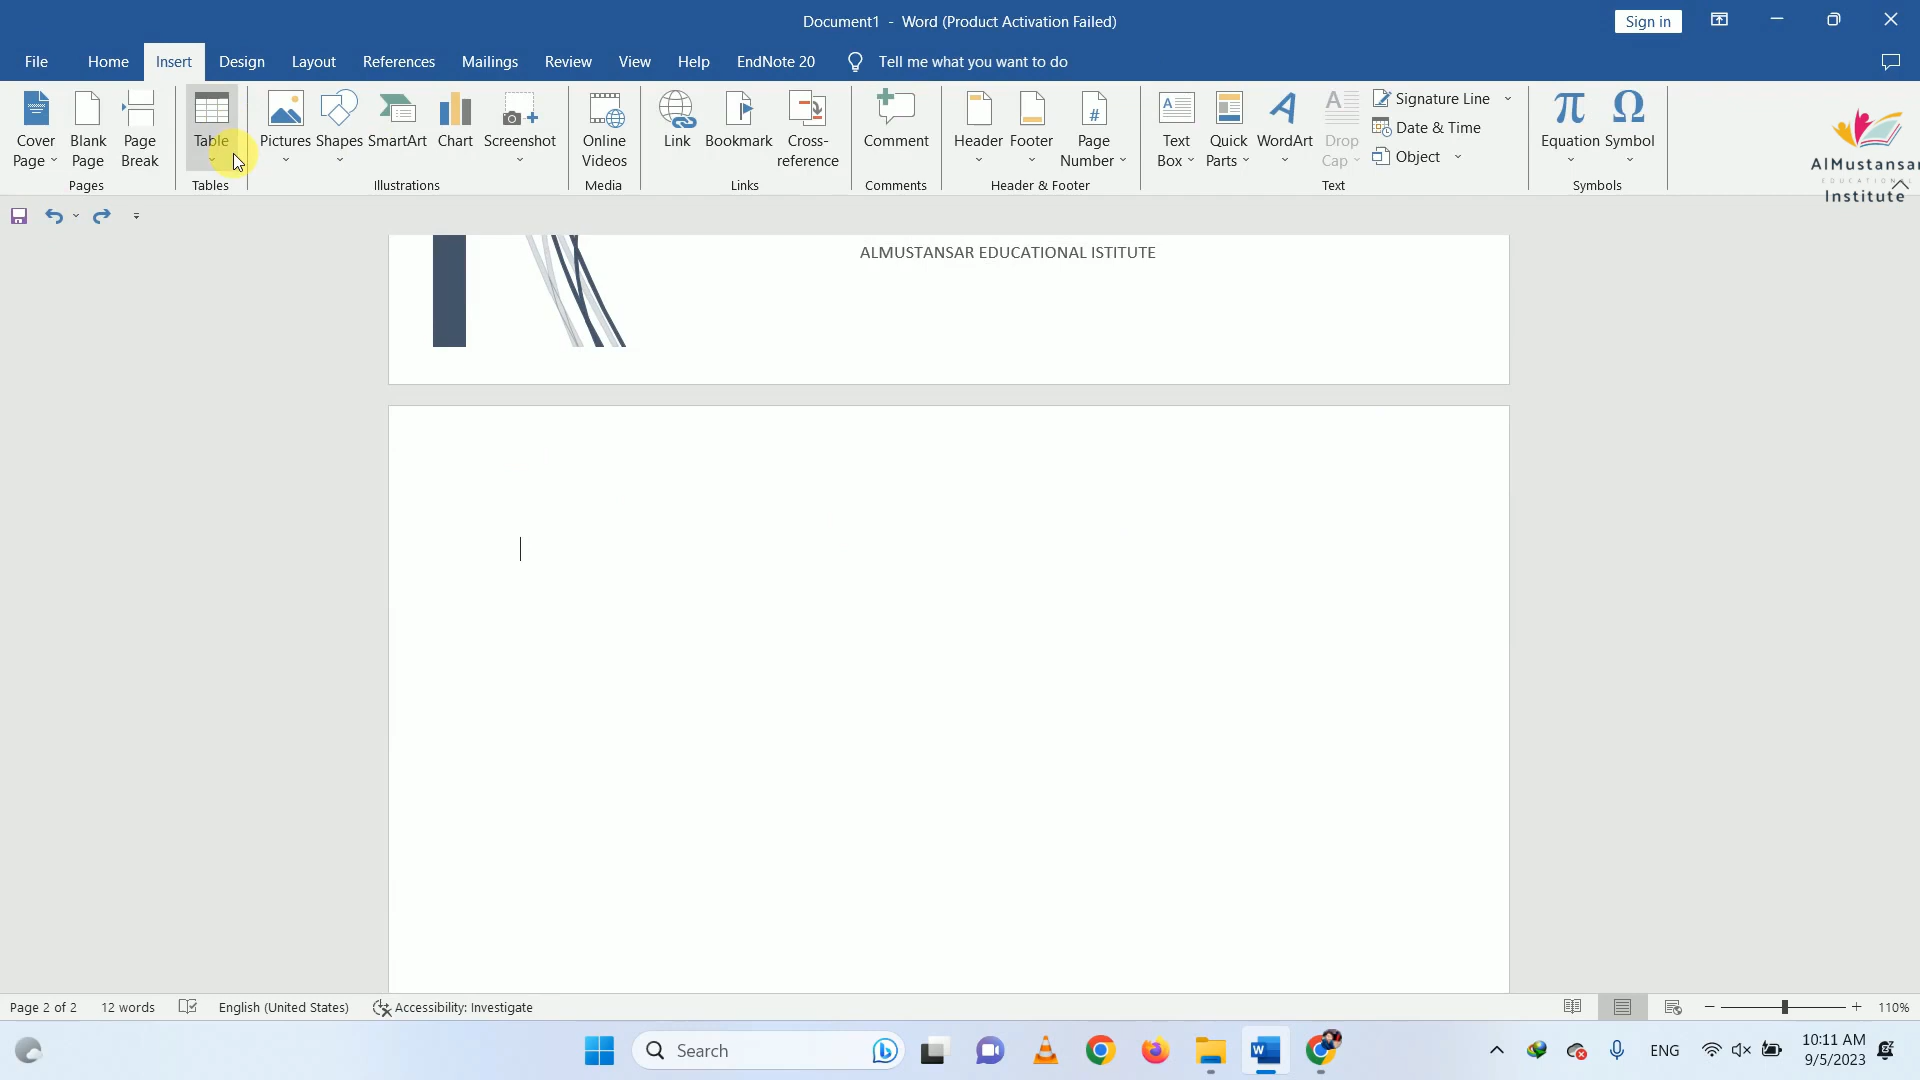 Document1 - Word (Product Activation Failed)
Sign in
File Home Insert Design Layout References Mailings Review View Help EndNote 20 Tell me what you want to do
Cover Page
Blank Page
Page Break
Pages
Table
Tables
Pictures
Shapes
SmartArt
Chart
Screenshot
Illustrations
Online Videos
Media
Link
Bookmark
Cross-reference
Links
Comment
Comments
Header
Footer
Page Number
Header & Footer
Text Box
Quick Parts
WordArt
Drop Cap
Signature Line
Date & Time
Object
Text
Equation
Symbol
Symbols
AlMustansar
EDUCATIONAL
Institute
ALMUSTANSAR EDUCATIONAL ISTITUTE
Page 2 of 2 12 words English (United States) Accessibility: Investigate 110%
Search
ENG
10:11 AM
9/5/2023